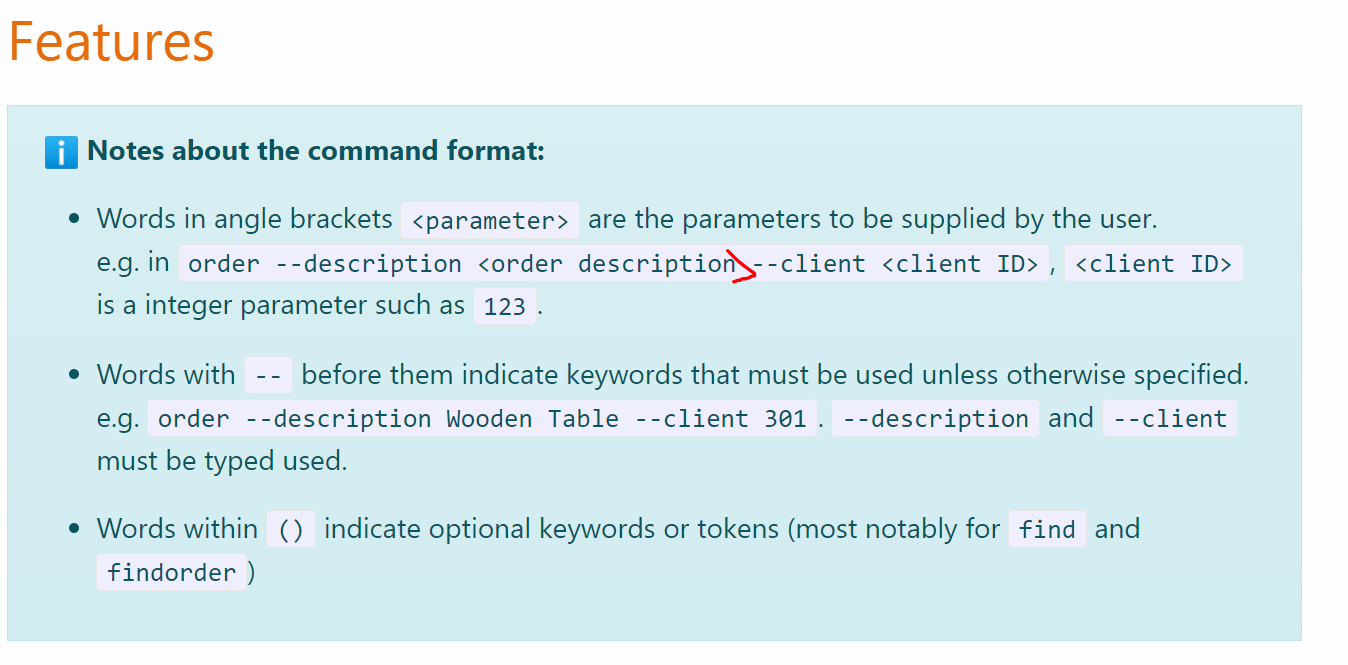 Features
Notes about the command format:
• Words in angle brackets <parameter> are the parameters to be supplied by the user.
e.g. in order --description <order description --client <client ID> , <client ID>
is a integer parameter such as 123 .
• Words with -- before them indicate keywords that must be used unless otherwise specified.
e.g. order --description Wooden Table --client 301 . --description and --client
must be typed used.
• Words within () indicate optional keywords or tokens (most notably for find and
findorder )